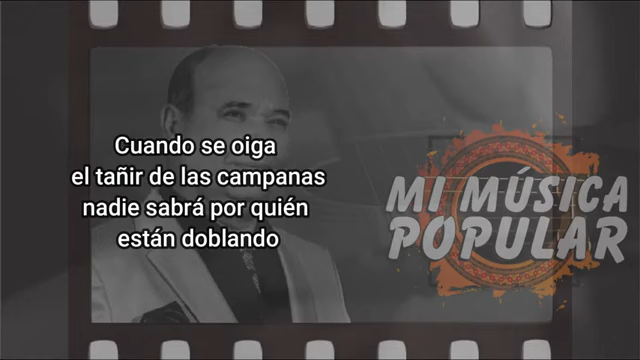 Cuando se oiga
el tañir de las campanas
nadie sabrá por quién
están doblando
MI MÚSICA
POPULAR